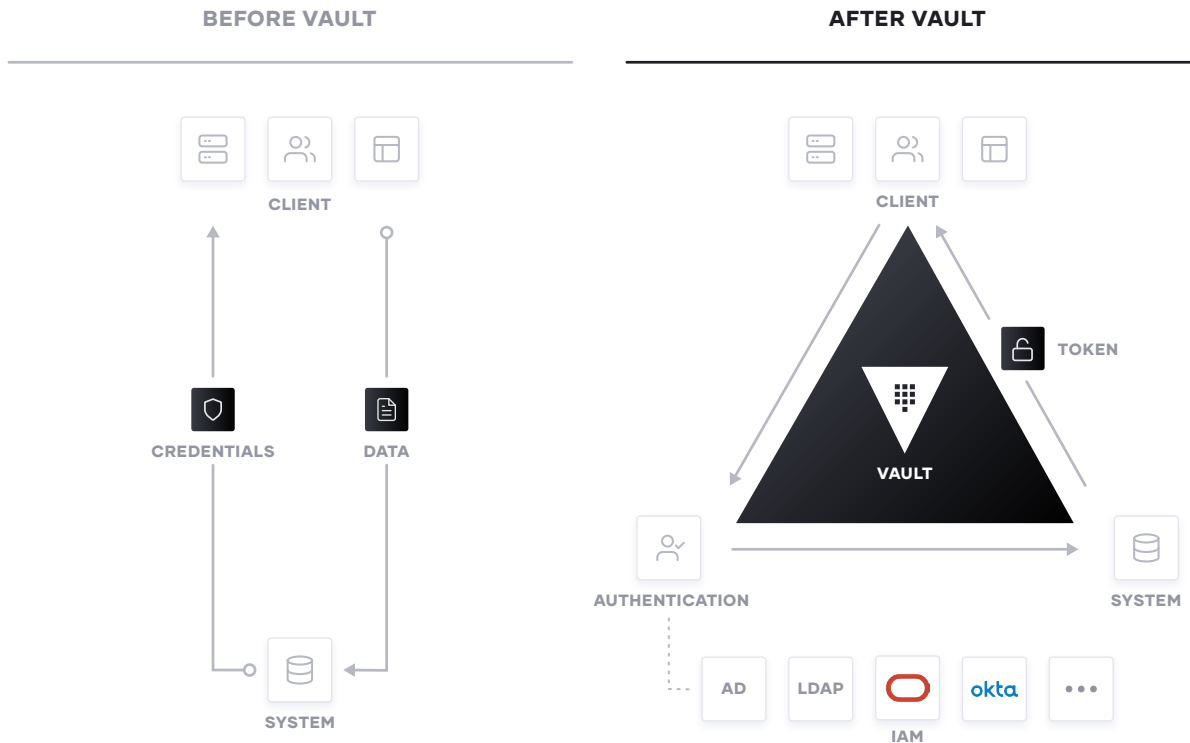 BEFORE VAULT
CLIENT
CREDENTIALS
DATA
SYSTEM
AFTER VAULT
CLIENT
TOKEN
VAULT
AUTHENTICATION
SYSTEM
AD
LDAP
okta
IAM